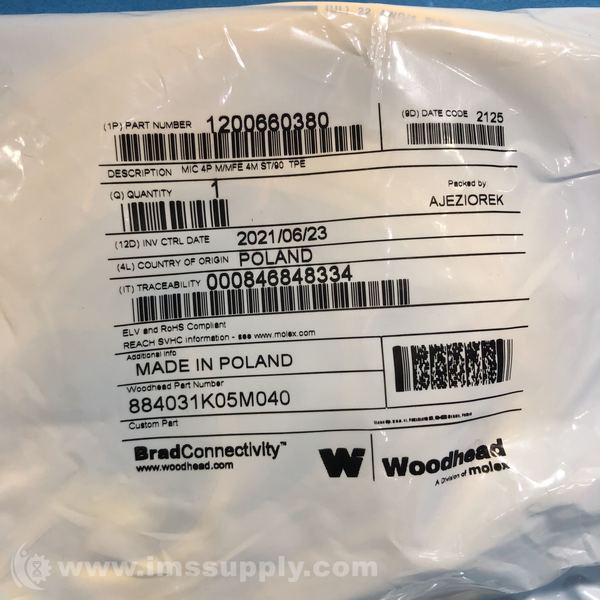 (1P) PART NUMBER 1200660380
(9D) DATE CODE 2125
DESCRIPTION MIC 4P M/MFE 4M ST/90 TPE
(Q) QUANTITY 1
Packed by
AJEZIOREK
(12D) INV CTRL DATE 2021/06/23
(4L) COUNTRY OF ORIGIN POLAND
(1T) TRACEABILITY 000846848334
ELV and RoHS Compliant
REACH SVHC information - see www.molex.com
Additional Info
MADE IN POLAND
Woodhead Part Number
884031K05M040
Custom Part
BradConnectivity™
www.woodhead.com
W
Woodhead
A Division of molex
www.imssupply.com